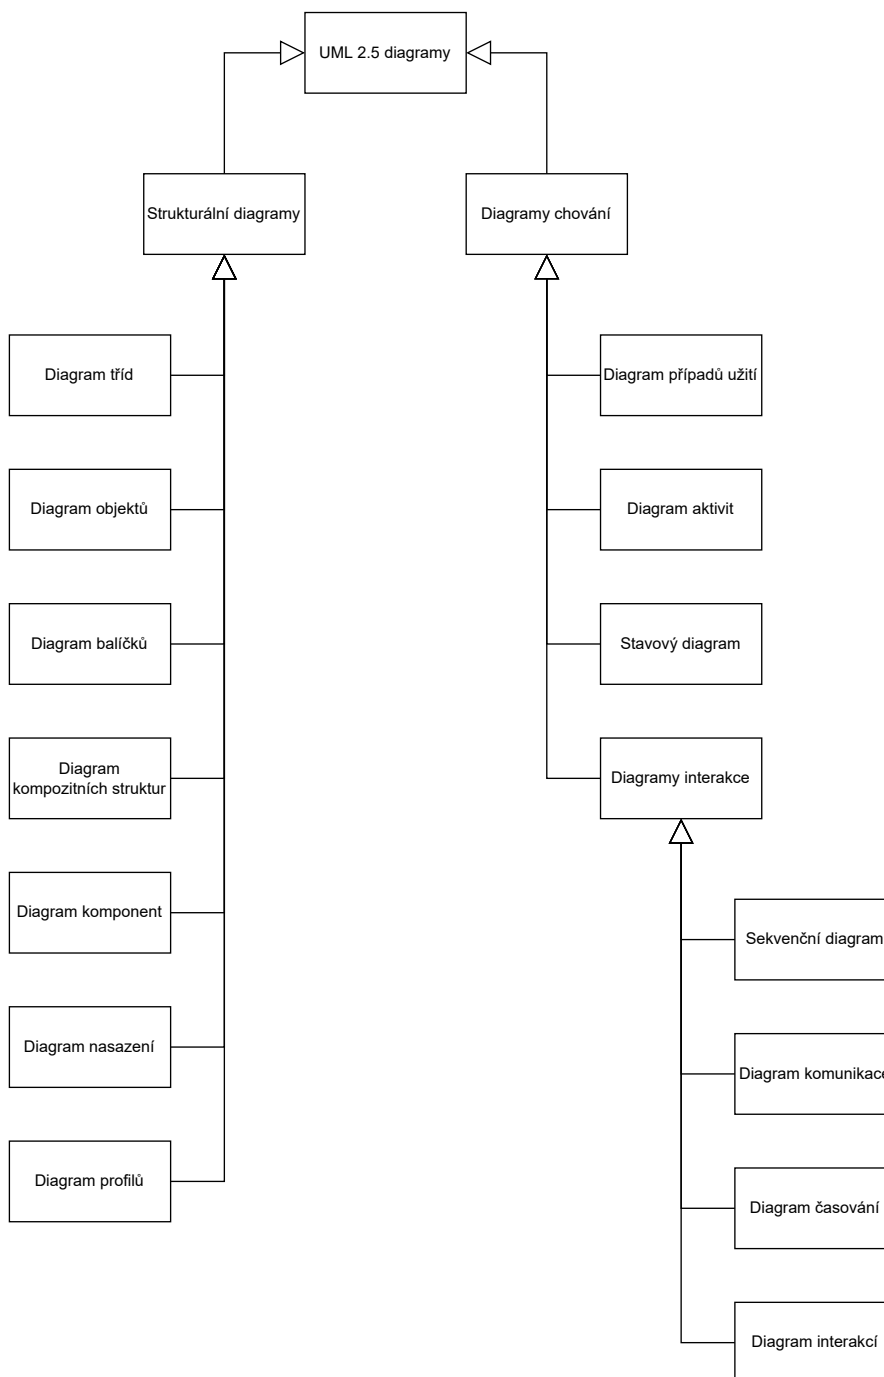 UML 2.5 diagramy
Strukturální diagramy
Diagramy chování
Diagram tříd
Diagram případů užití
Diagram objektů
Diagram aktivit
Diagram balíčků
Stavový diagram
Diagram
kompozitních struktur
Diagramy interakce
Diagram komponent
Sekvenční diagram
Diagram nasazení
Diagram komunikace
Diagram profilů
Diagram časování
Diagram interakcí